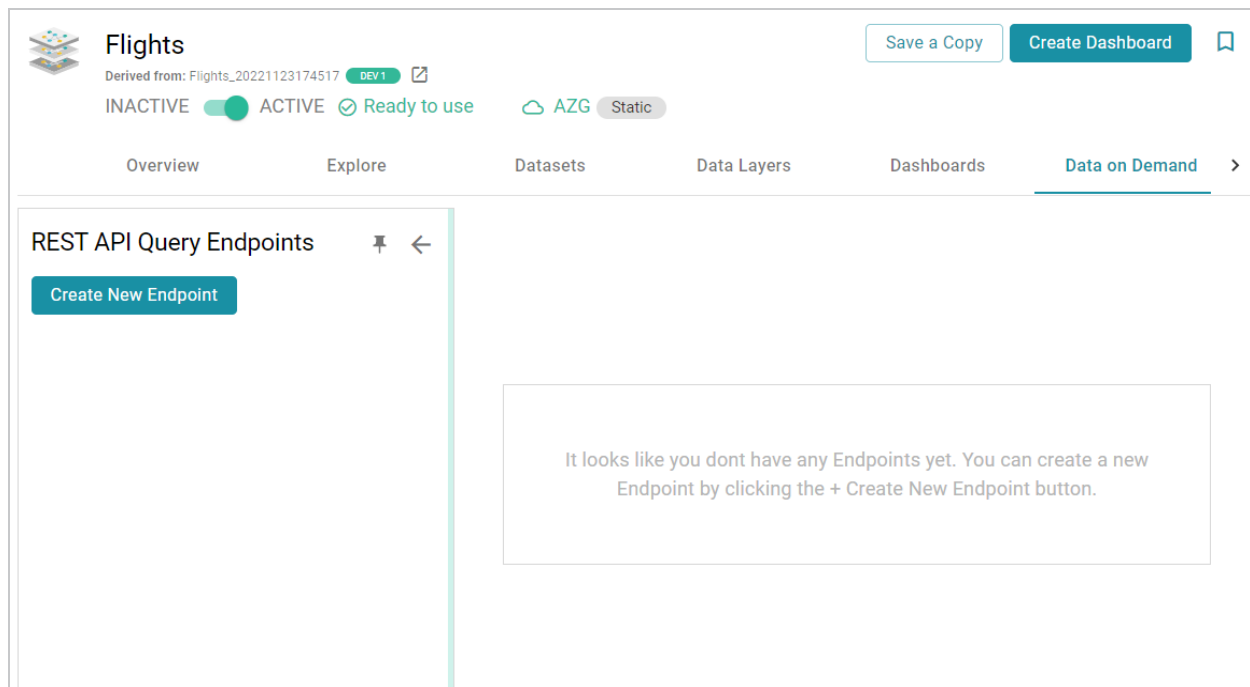 Flights
Save a Copy
Create Dashboard
Derived from: Flights_20221123174517 DEV 1
INACTIVE ACTIVE Ready to use AZG Static
Overview Explore Datasets Data Layers Dashboards Data on Demand
REST API Query Endpoints
Create New Endpoint
It looks like you dont have any Endpoints yet. You can create a new
Endpoint by clicking the + Create New Endpoint button.